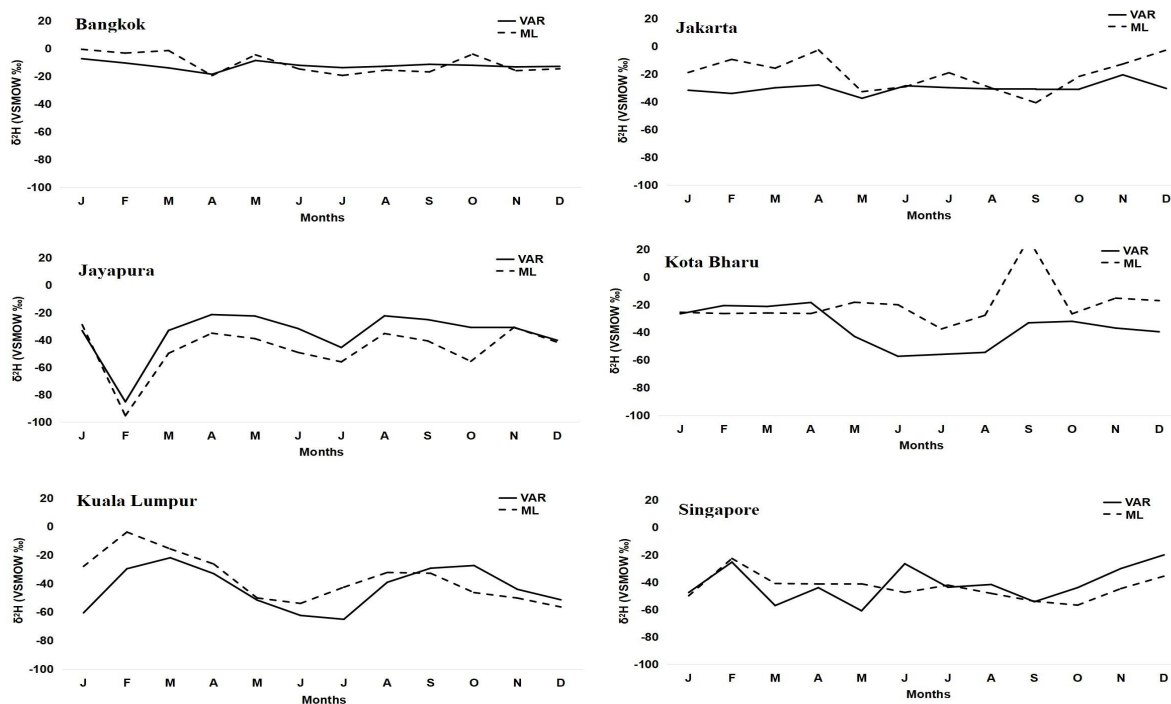 Bangkok
VAR
ML
δ²H (VSMOW ‰)
20
0
-20
-40
-60
-80
-100
J F M A M J J A S O N D
Months
Jakarta
VAR
ML
δ²H (VSMOW ‰)
20
0
-20
-40
-60
-80
-100
J F M A M J J A S O N D
Months
Jayapura
VAR
ML
δ²H (VSMOW ‰)
20
0
-20
-40
-60
-80
-100
J F M A M J J A S O N D
Months
Kota Bharu
VAR
ML
δ²H (VSMOW ‰)
20
0
-20
-40
-60
-80
-100
J F M A M J J A S O N D
Months
Kuala Lumpur
VAR
ML
δ²H (VSMOW ‰)
20
0
-20
-40
-60
-80
-100
J F M A M J J A S O N D
Months
Singapore
VAR
ML
δ²H (VSMOW ‰)
20
0
-20
-40
-60
-80
-100
J F M A M J J A S O N D
Months